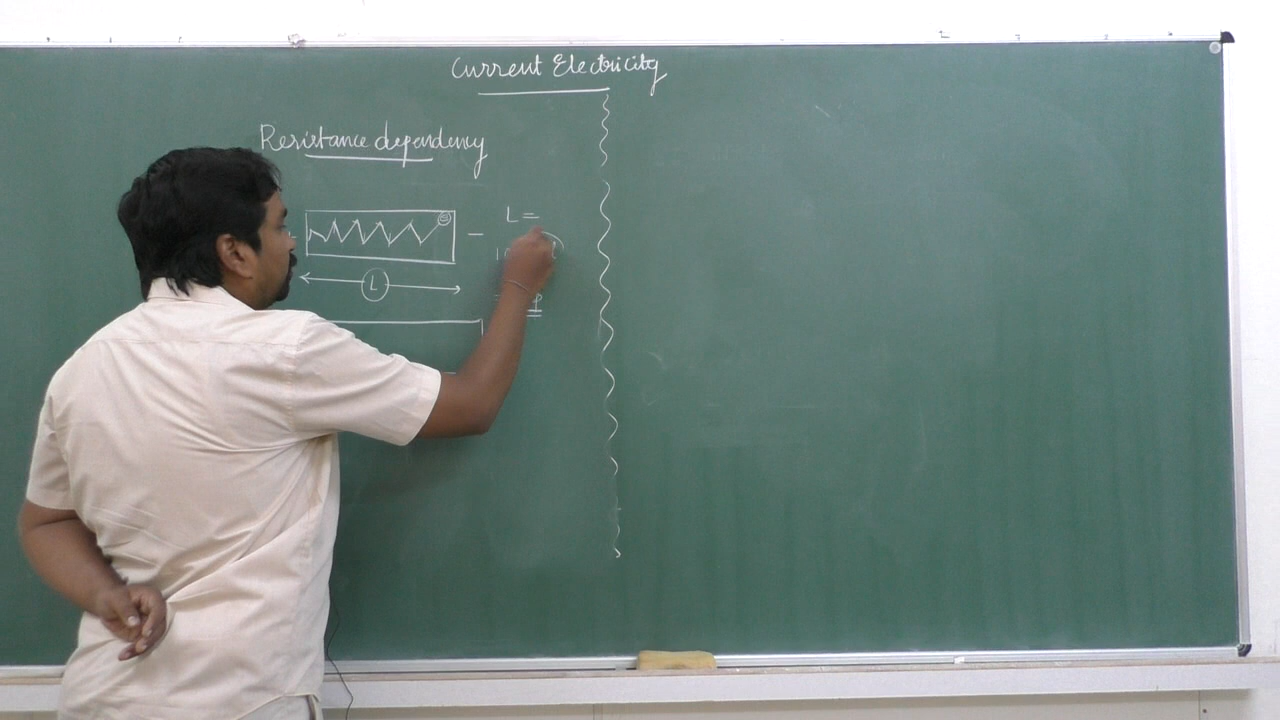 Current Electricity
Resistance dependency
L =
-
L